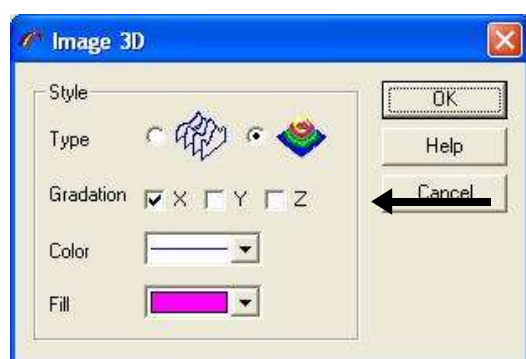 Image 3D
Style
Type
Gradation X Y Z
Color
Fill
OK
Help
Cancel